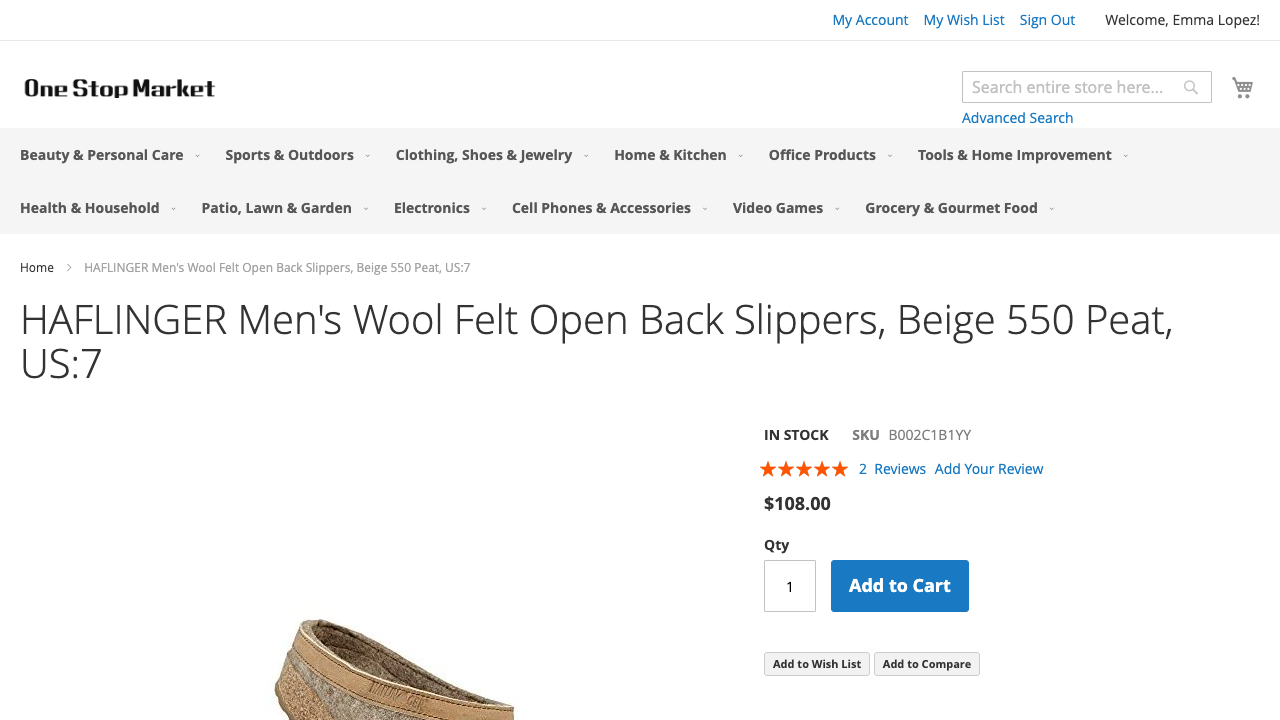 My Account My Wish List Sign Out Welcome, Emma Lopez!
One Stop Market
Search entire store here...
Advanced Search
Beauty & Personal Care Sports & Outdoors Clothing, Shoes & Jewelry Home & Kitchen Office Products Tools & Home Improvement
Health & Household Patio, Lawn & Garden Electronics Cell Phones & Accessories Video Games Grocery & Gourmet Food
Home HAFLINGER Men's Wool Felt Open Back Slippers, Beige 550 Peat, US:7
HAFLINGER Men's Wool Felt Open Back Slippers, Beige 550 Peat,
US:7
IN STOCK SKU B002C1B1YY
2 Reviews Add Your Review
$108.00
Qty
1 Add to Cart
Add to Wish List Add to Compare